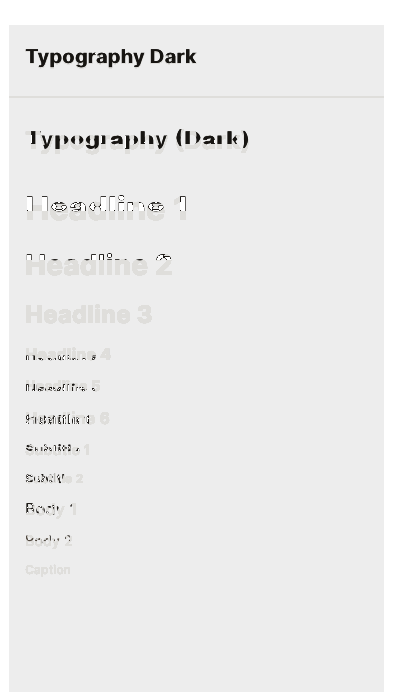 Typography Dark
Typography (Dark)
Headline 1
Headline 2
Headline 3
Headline 4
Headline 5
Headline 6
Subtitle 1
Subtitle 2
Body 1
Body 2
Caption